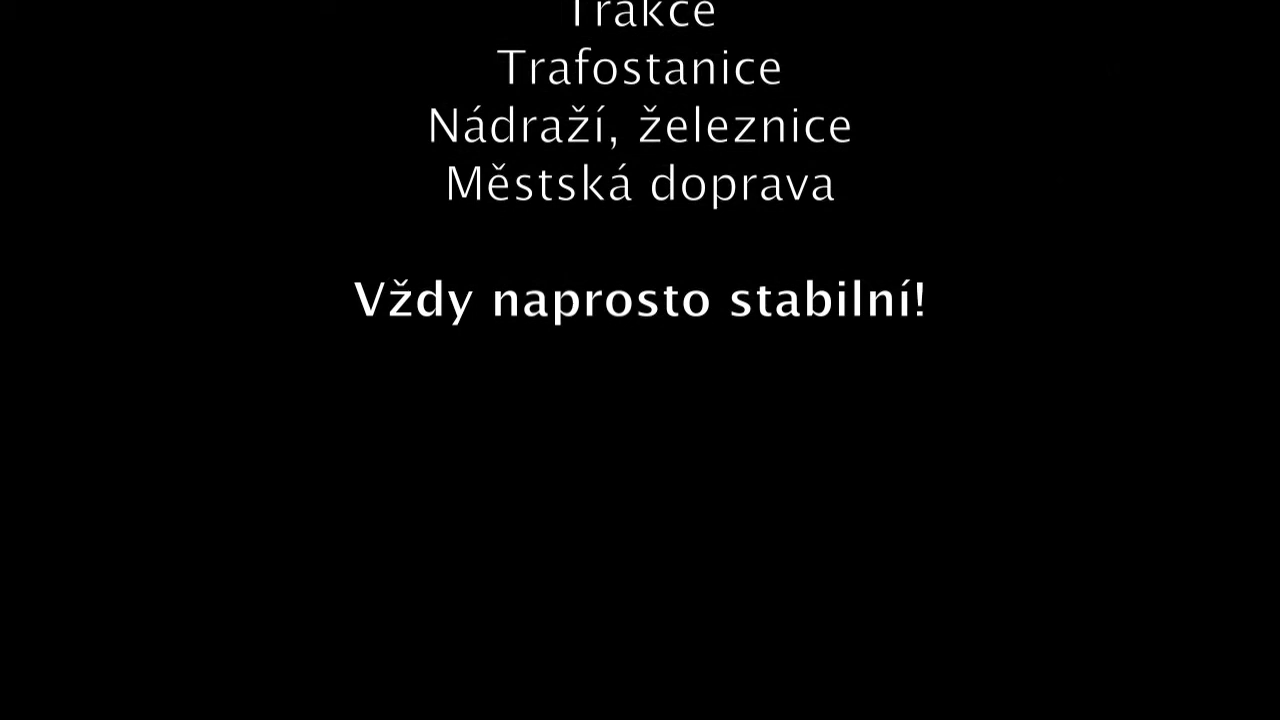 Trakce
Trafostanice
Nádraží, železnice
Městská doprava
Vždy naprosto stabilní!